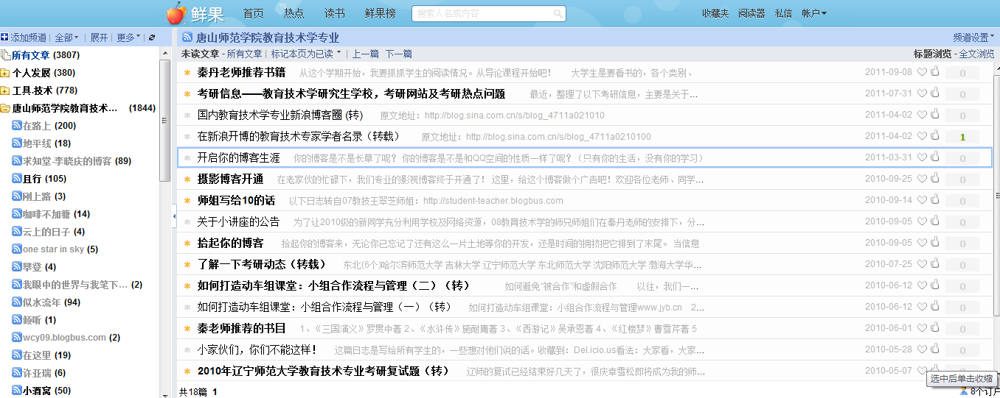 鲜果 首页 热点 读书 鲜果榜 搜索人名或内容 收藏夹 阅读器 私信 帐户
添加频道 | 全部 | 展开 | 更多
唐山师范学院教育技术学专业 频道设置
未读文章 - 所有文章 | 标记本页为已读 | 上一篇 下一篇 标题浏览 - 全文浏览
所有文章 (3807)
个人发展 (380)
工具.技术 (778)
唐山师范学院教育技术... (1844)
在路上 (200)
地平线 (18)
求知堂-李晓庆的博客 (89)
且行 (105)
刚上路 (3)
咖啡不加糖 (14)
云上的日子 (4)
one star in sky (5)
攀登 (4)
我眼中的世界与我笔下... (2)
似水流年 (94)
倾听 (1)
wcy09.blogbus.com (2)
在这里 (19)
许亚瑞 (6)
小酒窝 (50)
秦丹老师推荐书籍 从这个学期开始，我要抓抓学生的阅读情况。从导论课程开始吧！ 大学生是要看书的，各个类别、 2011-09-08 0
考研信息——教育技术学研究生学校，考研网站及考研热点问题 最近，整理了以下考研信息，主要是关于... 2011-07-31 0
国内教育技术学专业新浪博客圈 (转) 原文地址：http://blog.sina.com.cn/s/blog_4711a021010 2011-04-02 0
在新浪开博的教育技术专家学者名录（转载） 原文地址：http://blog.sina.com.cn/s/blog_4711a0210100 2011-04-02 1
开启你的博客生涯 你的博客是不是长草了呢？你的博客是不是和QQ空间的性质一样了呢？（只有你的生活，没有你的学习） 2011-03-31 0
摄影博客开通 在老家伙的忙碌下，我们专业的影视博客终于开通了！ 这里，给这个博客做个广告吧！欢迎各位老师、同学... 2010-09-25 0
师姐写给10的话 以下日志转自07教技王翠芝师姐：http://student-teacher.blogbus.com 2010-09-14 0
关于小讲座的公告 为了让2010级的新同学充分利用学校及网络资源，08教育技术学的师兄师姐们在秦丹老师的安排下，分... 2010-09-05 0
拾起你的博客 拾起你的博客来，无论你已忘记了还有这么一片土地等你的开发，还是时间的拥挤把它排到了末尾。 当信息 2010-09-05 0
了解一下考研动态（转载） 东北(6个)哈尔滨师范大学 吉林大学 辽宁师范大学 东北师范大学 沈阳师范大学 渤海大学华... 2010-07-25 0
如何打造动车组课堂：小组合作流程与管理（二）（转） 如何避免“被合作”和虚假合作 以往，我们一... 2010-06-12 0
如何打造动车组课堂：小组合作流程与管理（一）（转） 如何打造动车组课堂：小组合作流程与管理www.jyb.cn 2... 2010-06-12 0
秦老师推荐的书目 1、《三国演义》罗贯中著 2、《水浒传》施耐庵著 3、《西游记》吴承恩著 4、《红楼梦》曹雪芹著 5 2010-06-01 0
小家伙们，你们不能这样！ 这篇日志是写给所有学生的，一些想对他们说的话。收藏到：Del.icio.us看法：大家看，大家... 2010-05-28 0
2010年辽宁师范大学教育技术专业考研复试题（转） 辽师的复试已经结束好几天了，很庆幸雪松即将成为我的师... 2010-05-07
选中后单击收缩
共18篇 1 8个订户